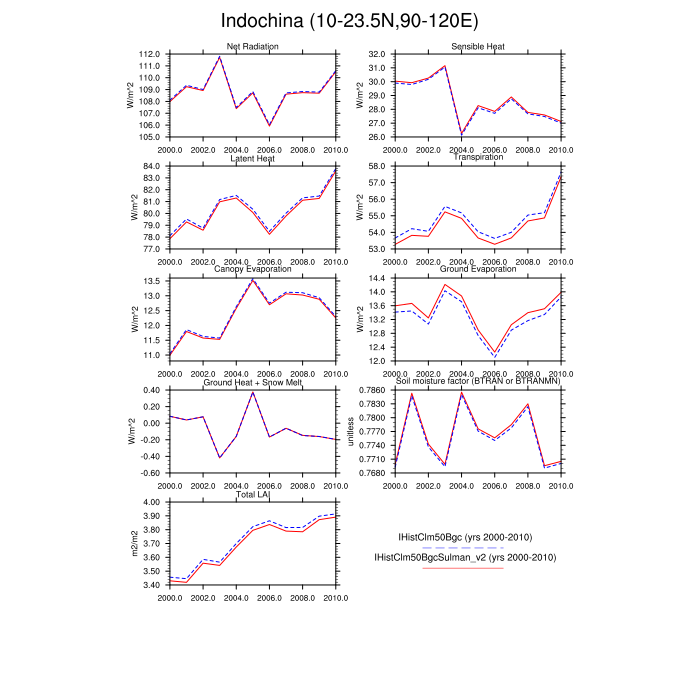 Indochina (10-23.5N,90-120E)
Net Radiation
W/m^2
112.0
111.0
110.0
109.0
108.0
107.0
106.0
105.0
2000.0 2002.0 2004.0 2006.0 2008.0 2010.0
Sensible Heat
W/m^2
32.0
31.0
30.0
29.0
28.0
27.0
26.0
2000.0 2002.0 2004.0 2006.0 2008.0 2010.0
Latent Heat
W/m^2
84.0
83.0
82.0
81.0
80.0
79.0
78.0
77.0
2000.0 2002.0 2004.0 2006.0 2008.0 2010.0
Transpiration
W/m^2
58.0
57.0
56.0
55.0
54.0
53.0
2000.0 2002.0 2004.0 2006.0 2008.0 2010.0
Canopy Evaporation
W/m^2
13.5
13.0
12.5
12.0
11.5
11.0
2000.0 2002.0 2004.0 2006.0 2008.0 2010.0
Ground Evaporation
W/m^2
14.4
14.0
13.6
13.2
12.8
12.4
12.0
2000.0 2002.0 2004.0 2006.0 2008.0 2010.0
Ground Heat + Snow Melt
W/m^2
0.40
0.20
0.00
-0.20
-0.40
-0.60
2000.0 2002.0 2004.0 2006.0 2008.0 2010.0
Soil moisture factor (BTRAN or BTRANMN)
unitless
0.7860
0.7830
0.7800
0.7770
0.7740
0.7710
0.7680
2000.0 2002.0 2004.0 2006.0 2008.0 2010.0
Total LAI
m2/m2
4.00
3.90
3.80
3.70
3.60
3.50
3.40
2000.0 2002.0 2004.0 2006.0 2008.0 2010.0
IHistClm50Bgc (yrs 2000-2010)
IHistClm50BgcSulman_v2 (yrs 2000-2010)